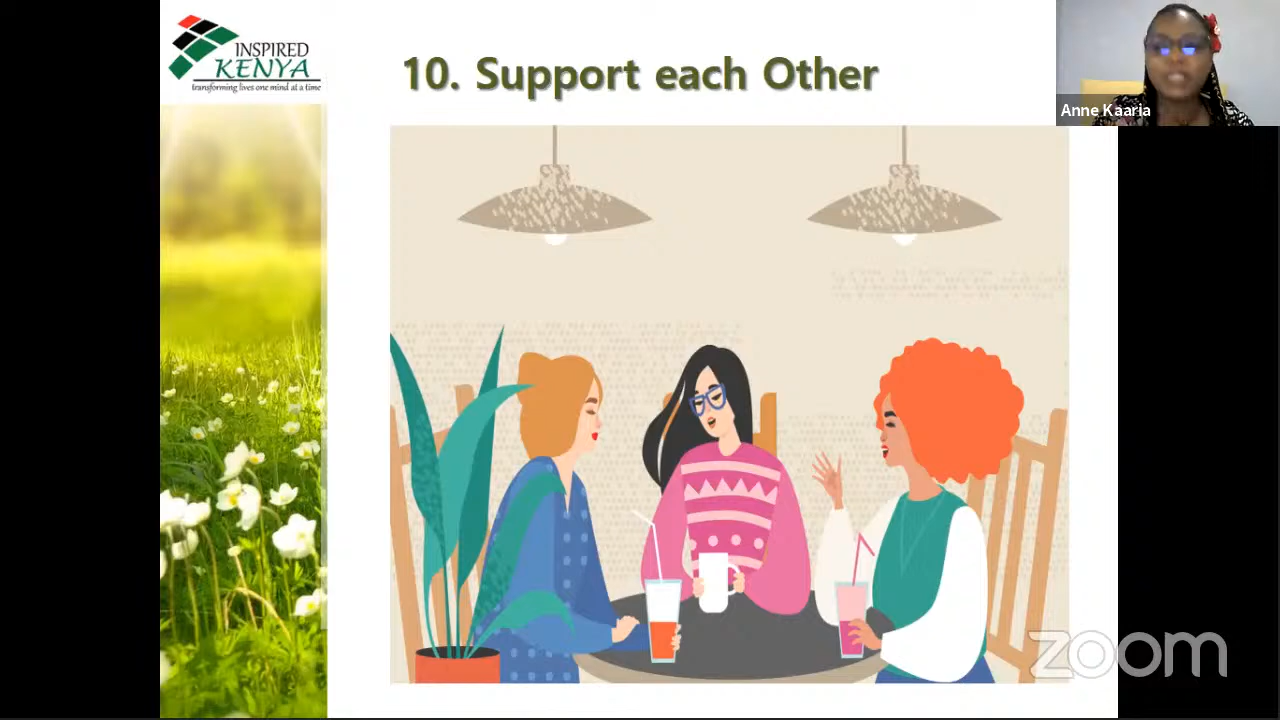 INSPIRED
KENYA
transforming lives one mind at a time
10. Support each Other
Anne Kaaria
zoom